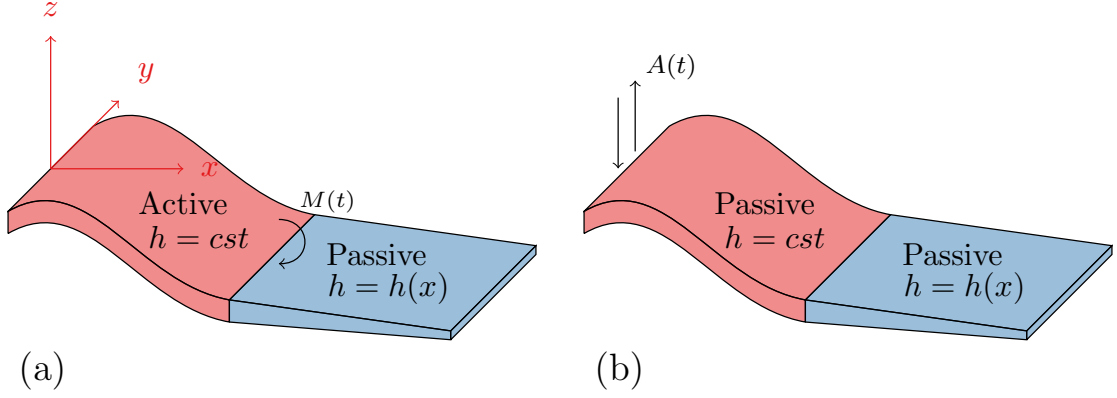 z
y
x
Active
h = cst
M(t)
Passive
h = h(x)
(a)
A(t)
Passive
h = cst
Passive
h = h(x)
(b)